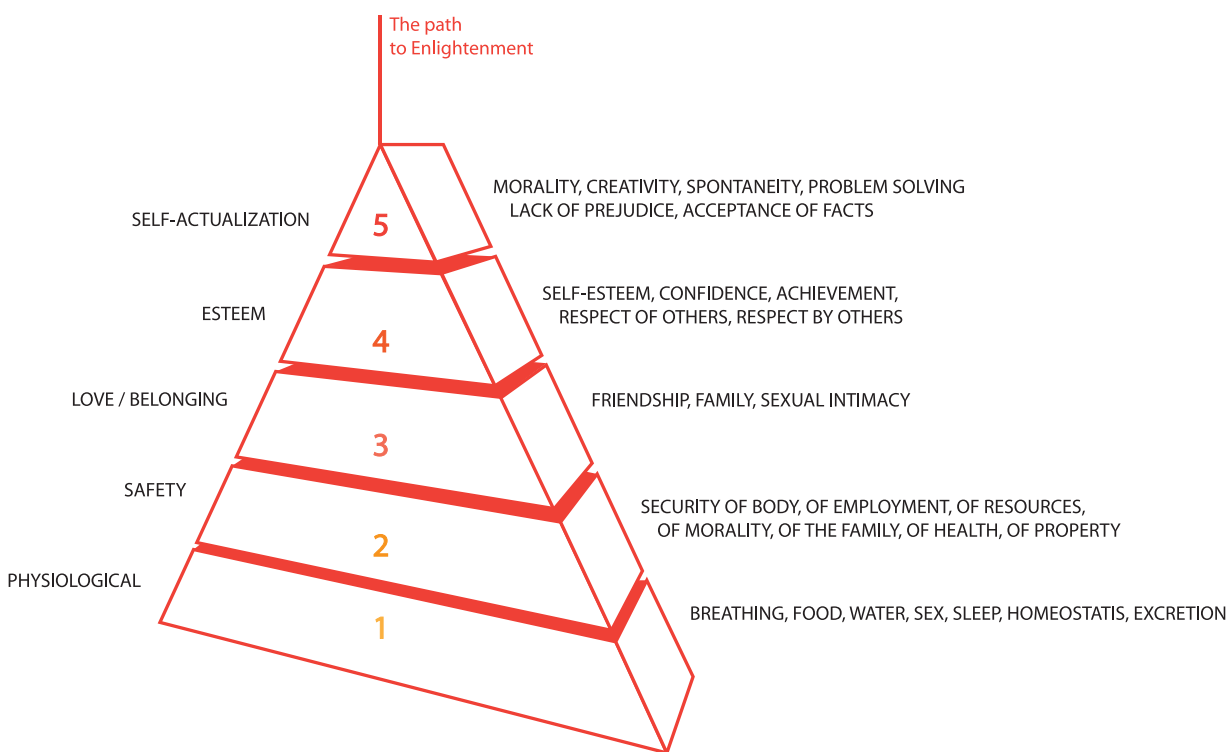 The path
to Enlightenment
MORALITY, CREATIVITY, SPONTANEITY, PROBLEM SOLVING
LACK OF PREJUDICE, ACCEPTANCE OF FACTS
SELF-ACTUALIZATION
5
SELF-ESTEEM, CONFIDENCE, ACHIEVEMENT,
RESPECT OF OTHERS, RESPECT BY OTHERS
ESTEEM
4
LOVE / BELONGING
FRIENDSHIP, FAMILY, SEXUAL INTIMACY
3
SAFETY
SECURITY OF BODY, OF EMPLOYMENT, OF RESOURCES,
OF MORALITY, OF THE FAMILY, OF HEALTH, OF PROPERTY
2
PHYSIOLOGICAL
BREATHING, FOOD, WATER, SEX, SLEEP, HOMEOSTATIS, EXCRETION
1